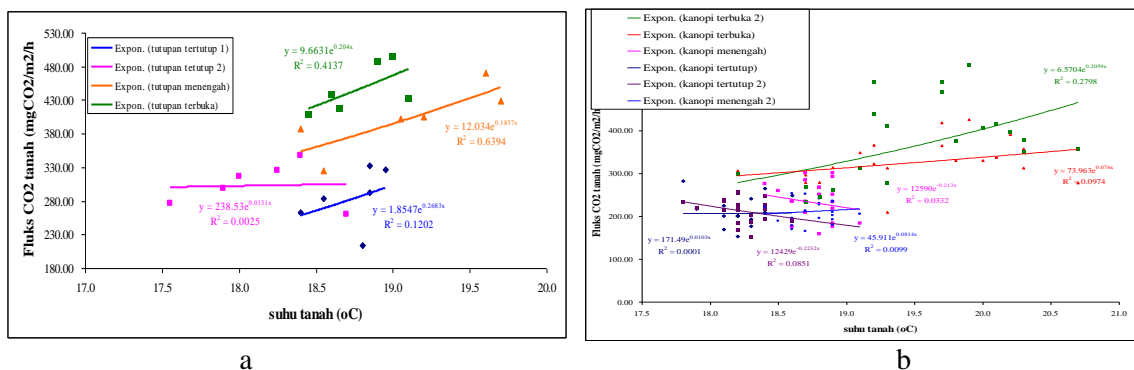 Fluks CO2 tanah (mgCO2/m2/h
530.00
480.00
430.00
380.00
330.00
280.00
230.00
180.00
Expon. (tutupan tertutup 1)
Expon. (tutupan tetutup 2)
Expon. (tutupan menengah)
Expon. (tutupan terbuka)
y = 9.6631e^0.204x
R² = 0.4137
y = 12.034e^0.1837x
R² = 0.6394
y = 238.53e^0.0131x
R² = 0.0025
y = 1.8547e^0.2683x
R² = 0.1202
17.0 18.0 19.0 20.0
suhu tanah (oC)
a
Expon. (kanopi terbuka 2)
Expon. (kanopi terbuka)
Expon. (kanopi menengah)
Expon. (kanopi tertutup)
Expon. (kanopi tertutup 2)
Expon. (kanopi menengah 2)
Fluks CO2 tanah (mgCO2/m2/h
400.00
300.00
200.00
100.00
0.00
y = 6.5704e^0.2059x
R² = 0.2798
y = 73.963e^0.076x
R² = 0.0974
y = 12590e^-0.213x
R² = 0.0332
y = 45.911e^0.0814x
R² = 0.0099
y = 171.49e^0.0103x
R² = 0.0001
y = 12429e^-0.2232x
R² = 0.0851
17.5 18.0 18.5 19.0 19.5 20.0 20.5 21.0
suhu tanah (oC)
b